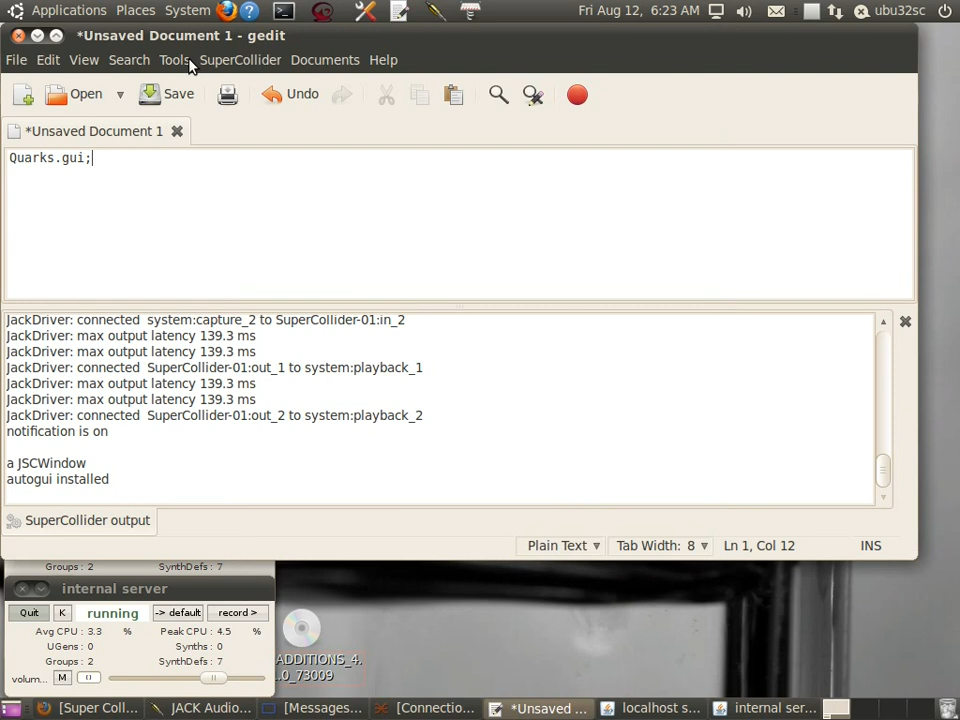 Applications Places System Fri Aug 12, 6:23 AM ubu32sc
*Unsaved Document 1 - gedit
File Edit View Search Tools SuperCollider Documents Help
Open Save Undo
*Unsaved Document 1
Quarks.gui;
JackDriver: connected  system:capture_2 to SuperCollider-01:in_2
JackDriver: max output latency 139.3 ms
JackDriver: max output latency 139.3 ms
JackDriver: connected  SuperCollider-01:out_1 to system:playback_1
JackDriver: max output latency 139.3 ms
JackDriver: max output latency 139.3 ms
JackDriver: connected  SuperCollider-01:out_2 to system:playback_2
notification is on
a JSCWindow
autogui installed
SuperCollider output
Plain Text Tab Width: 8 Ln 1, Col 12 INS
Groups: 2 SynthDefs: 7
internal server
Quit K running -> default record >
Avg CPU: 3.3 % Peak CPU: 4.5 %
UGens: 0 Synths: 0
Groups: 2 SynthDefs: 7
volum... M
ADDITIONS_4.
.0_73009
[Super Coll... JACK Audio... [Messages... [Connectio... *Unsaved ... localhost s... internal ser...